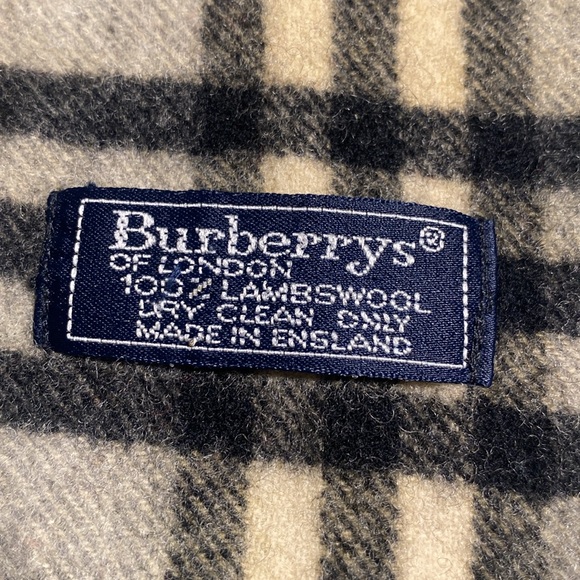 Burberrys®
OF LONDON
100% LAMBSWOOL
DRY CLEAN ONLY
MADE IN ENGLAND